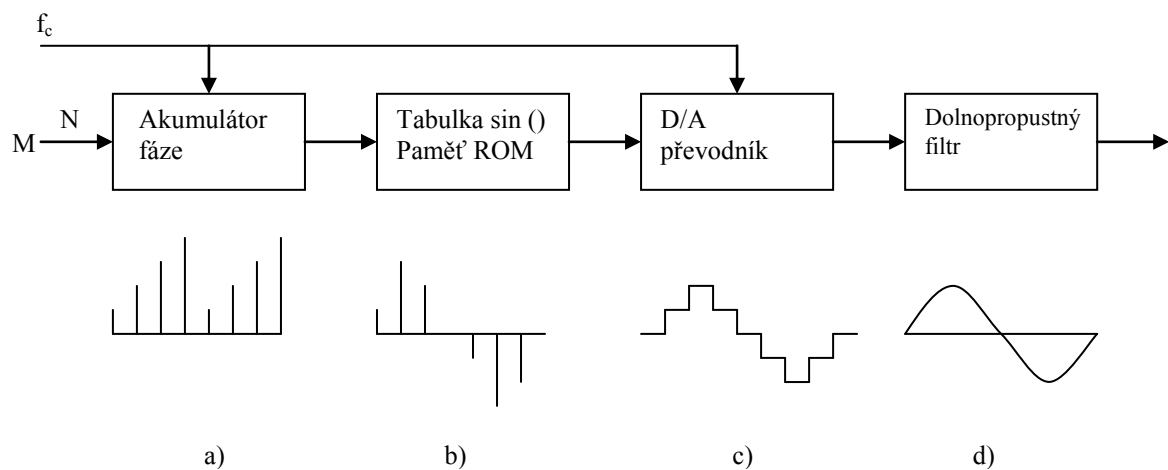 f_c
M
N
Akumulátor
fáze
Tabulka sin ()
Paměť ROM
D/A
převodník
Dolnopropustný
filtr
a)
b)
c)
d)